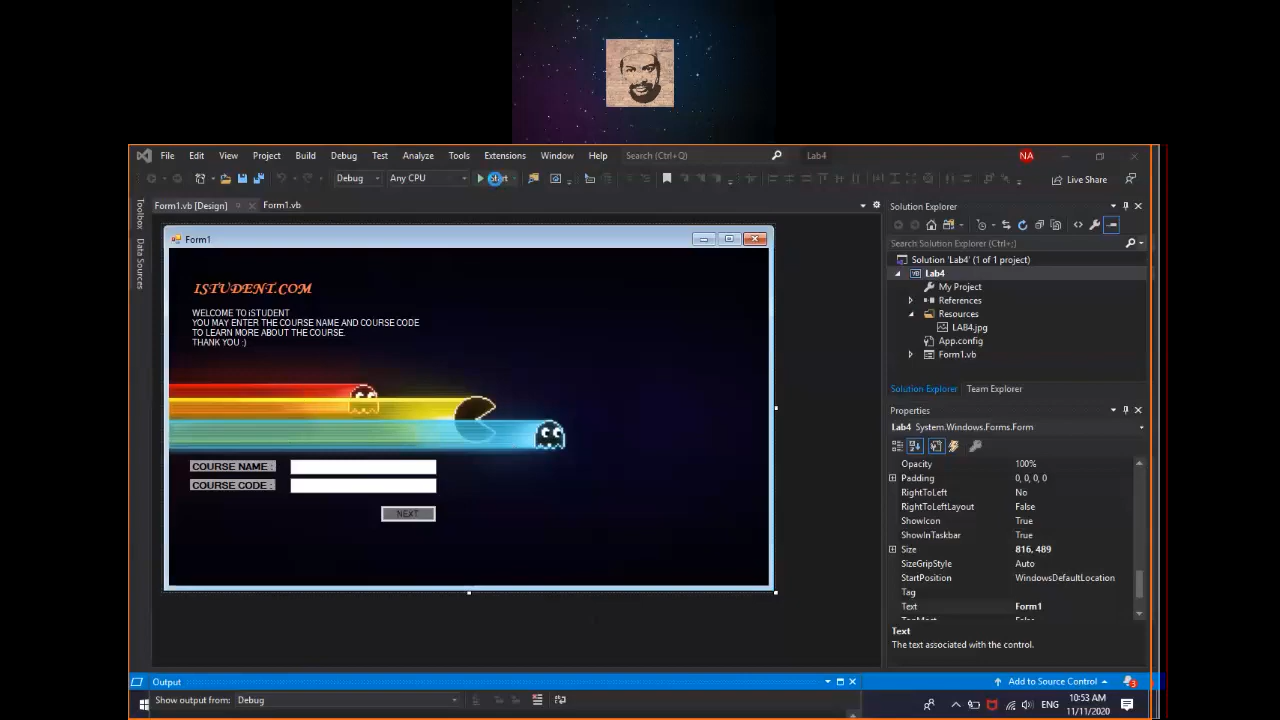 File Edit View Project Build Debug Test Analyze Tools Extensions Window Help Search (Ctrl+Q) Lab4 NA
Debug Any CPU Start Live Share
Form1.vb [Design] Form1.vb
Toolbox
Data Sources
Form1
ISTUDENT.COM
WELCOME TO iSTUDENT
YOU MAY ENTER THE COURSE NAME AND COURSE CODE
TO LEARN MORE ABOUT THE COURSE.
THANK YOU :)
COURSE NAME :
COURSE CODE :
NEXT
Solution Explorer
Search Solution Explorer (Ctrl+;)
Solution 'Lab4' (1 of 1 project)
VB Lab4
My Project
References
Resources
LAB4.jpg
App.config
Form1.vb
Solution Explorer Team Explorer
Properties
Lab4 System.Windows.Forms.Form
Opacity 100%
Padding 0, 0, 0, 0
RightToLeft No
RightToLeftLayout False
ShowIcon True
ShowInTaskbar True
Size 816, 489
SizeGripStyle Auto
StartPosition WindowsDefaultLocation
Tag
Text Form1
Text
The text associated with the control.
Output
Add to Source Control 3
Show output from: Debug
ENG
10:53 AM
11/11/2020